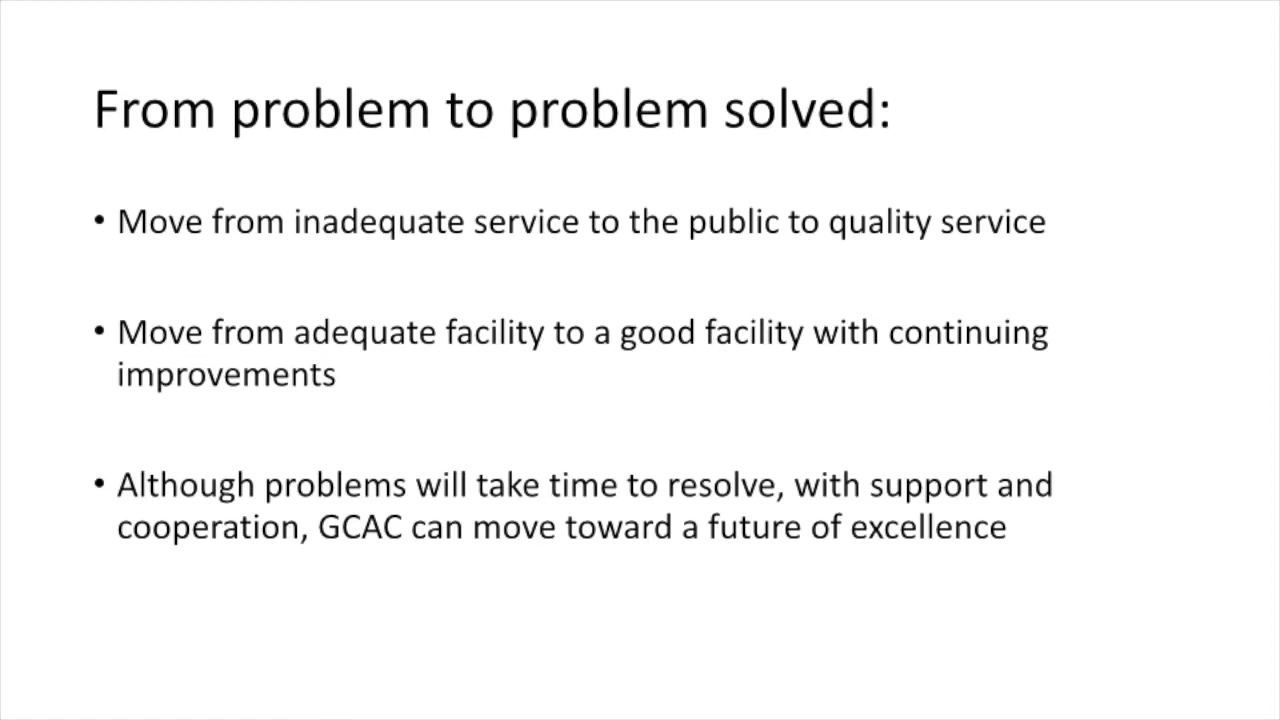 From problem to problem solved:
• Move from inadequate service to the public to quality service
• Move from adequate facility to a good facility with continuing
improvements
• Although problems will take time to resolve, with support and
cooperation, GCAC can move toward a future of excellence